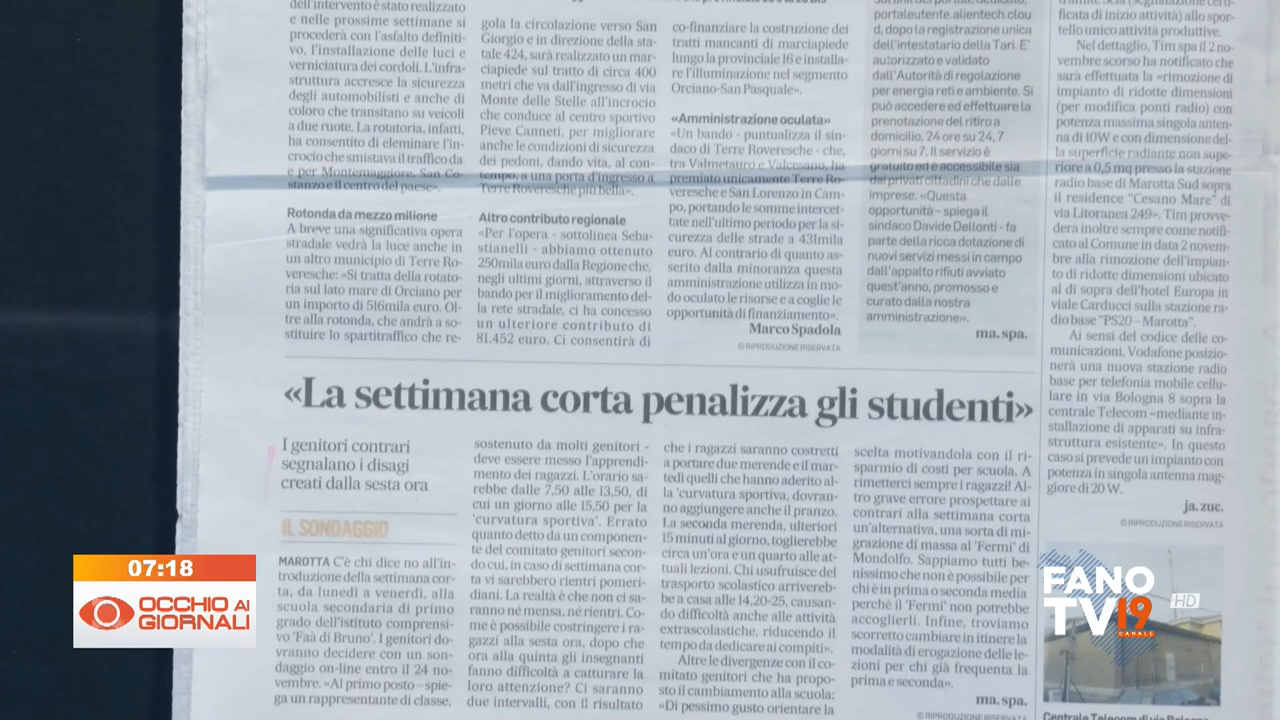 dell'intervento è stato realizzato
e nelle prossime settimane si
procederà con l'asfalto definiti-
vo, l'installazione delle luci e
verniciatura dei cordoli. L'infra-
struttura accresce la sicurezza
degli automobilisti e anche di
coloro che transitano su veicoli
a due ruote. La rotatoria, infatti,
ha consentito di eleminare l'in-
crocio che smistava il traffico da
e per Montemaggiore, San Co-
stanzo e il centro del paese».
Rotonda da mezzo milione
A breve una significativa opera
stradale vedrà la luce anche in
un altro municipio di Terre Ro-
veresche: «Si tratta della rotato-
ria sul lato mare di Orciano per
un importo di 516mila euro. Ol-
tre alla rotonda, che andrà a so-
stituire lo spartitraffico che re-
gola la circolazione verso San
Giorgio e in direzione della sta-
tale 424, sarà realizzato un mar-
ciapiede sul tratto di circa 400
metri che va dall'ingresso di via
Monte delle Stelle all'incrocio
che conduce al centro sportivo
Pieve Canneti, per migliorare
anche le condizioni di sicurezza
dei pedoni, dando vita, al con-
tempo, a una porta d'ingresso a
Terre Roveresche più bella».
Altro contributo regionale
«Per l'opera - sottolinea Seba-
stianelli - abbiamo ottenuto
250mila euro dalla Regione che,
negli ultimi giorni, attraverso il
bando per il miglioramento del-
la rete stradale, ci ha concesso
un ulteriore contributo di
81.452 euro. Ci consentirà di
co-finanziare la costruzione dei
tratti mancanti di marciapiede
lungo la provinciale 16 e installa-
re l'illuminazione nel segmento
Orciano-San Pasquale».
«Amministrazione oculata»
«Un bando - puntualizza il sin-
daco di Terre Roveresche - che,
tra Valmetauro e Valcesano, ha
premiato unicamente Terre Ro-
veresche e San Lorenzo in Cam-
po, portando le somme intercet-
tate nell'ultimo periodo per la si-
curezza delle strade a 431mila
euro. Al contrario di quanto as-
serito dalla minoranza questa
amministrazione utilizza in mo-
do oculato le risorse e a coglie le
opportunità di finanziamento».
Marco Spadola
© RIPRODUZIONE RISERVATA
portaleutente.alientech.clou
d, dopo la registrazione unica
dell'intestatario della Tari. E'
autorizzato e validato
dall'Autorità di regolazione
per energia reti e ambiente. Si
può accedere ed effettuare la
prenotazione del ritiro a
domicilio, 24 ore su 24, 7
giorni su 7. Il servizio è
gratuito ed è accessibile sia
dai privati cittadini che dalle
imprese. «Questa
opportunità – spiega il
sindaco Davide Dellonti - fa
parte della ricca dotazione di
nuovi servizi messi in campo
dall'appalto rifiuti avviato
quest'anno, promosso e
curato dalla nostra
amministrazione».
ma. spa.
ficata di inizio attività) allo spor-
tello unico attività produttive.
Nel dettaglio, Tim spa il 2 no-
vembre scorso ha notificato che
sarà effettuata la «rimozione di
impianto di ridotte dimensioni
(per modifica ponti radio) con
potenza massima singola anten-
na di 10W e con dimensione del-
la superficie radiante non supe-
riore a 0,5 mq presso la stazione
radio base di Marotta Sud sopra
il residence "Cesano Mare" di
via Litoranea 249». Tim provve-
derà inoltre sempre come notifi-
cato al Comune in data 2 novem-
bre alla rimozione dell'impian-
to di ridotte dimensioni ubicato
al di sopra dell'hotel Europa in
viale Carducci sulla stazione ra-
dio base "PS20 – Marotta".
Ai sensi del codice delle co-
municazioni, Vodafone posizio-
nerà una nuova stazione radio
base per telefonia mobile cellu-
lare in via Bologna 8 sopra la
centrale Telecom «mediante in-
stallazione di apparati su infra-
struttura esistente». In questo
caso si prevede un impianto con
potenza in singola antenna mag-
giore di 20 W.
ja. zuc.
© RIPRODUZIONE RISERVATA
«La settimana corta penalizza gli studenti»
I genitori contrari
segnalano i disagi
creati dalla sesta ora
IL SONDAGGIO
MAROTTA C'è chi dice no all'in-
troduzione della settimana cor-
ta, da lunedì a venerdì, alla
scuola secondaria di primo
grado dell'istituto comprensi-
vo 'Faà di Bruno'. I genitori do-
vranno decidere con un son-
daggio on-line entro il 24 no-
vembre. «Al primo posto – spie-
ga un rappresentante di classe,
sostenuto da molti genitori -
deve essere messo l'apprendi-
mento dei ragazzi. L'orario sa-
rebbe dalle 7,50 alle 13,50, di
cui un giorno alle 15,50 per la
'curvatura sportiva'. Errato
quanto detto da un componen-
te del comitato genitori secon-
do cui, in caso di settimana cor-
ta vi sarebbero rientri pomeri-
diani. La realtà è che non ci sa-
ranno né mensa, né rientri. Co-
me è possibile costringere i ra-
gazzi alla sesta ora, dopo che
ora alla quinta gli insegnanti
fanno difficoltà a catturare la
loro attenzione? Ci saranno
due intervalli, con il risultato
che i ragazzi saranno costretti
a portare due merende e il mar-
tedì quelli che hanno aderito al-
la 'curvatura sportiva, dovran-
no aggiungere anche il pranzo.
La seconda merenda, ulteriori
15 minuti al giorno, toglierebbe
circa un'ora e un quarto alle at-
tuali lezioni. Chi usufruisce del
trasporto scolastico arrivereb-
be a casa alle 14,20-25, causan-
do difficoltà anche alle attività
extrascolastiche, riducendo il
tempo da dedicare ai compiti».
Altre le divergenze con il co-
mitato genitori che ha propo-
sto il cambiamento alla scuola:
«Di pessimo gusto orientare la
scelta motivandola con il ri-
sparmio di costi per scuola. A
rimetterci sempre i ragazzi! Al-
tro grave errore prospettare ai
contrari alla settimana corta
un'alternativa, una sorta di mi-
grazione di massa al 'Fermi' di
Mondolfo. Sappiamo tutti be-
nissimo che non è possibile per
chi è in prima o seconda media
perchè il 'Fermi' non potrebbe
accoglierli. Infine, troviamo
scorretto cambiare in itinere la
modalità di erogazione delle le-
zioni per chi già frequenta la
prima e seconda».
ma. spa.
© RIPRODUZIONE RISERVATA
07:18
OCCHIO AI
GIORNALI
FANO
TV19
CANALE
HD